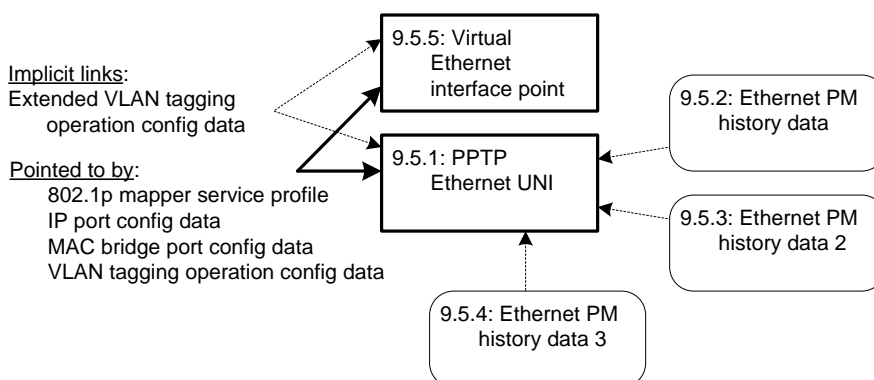 9.5.5: Virtual
Ethernet
interface point
Implicit links:
Extended VLAN tagging
operation config data
9.5.2: Ethernet PM
history data
Pointed to by:
802.1p mapper service profile
IP port config data
MAC bridge port config data
VLAN tagging operation config data
9.5.1: PPTP
Ethernet UNI
9.5.3: Ethernet PM
history data 2
9.5.4: Ethernet PM
history data 3